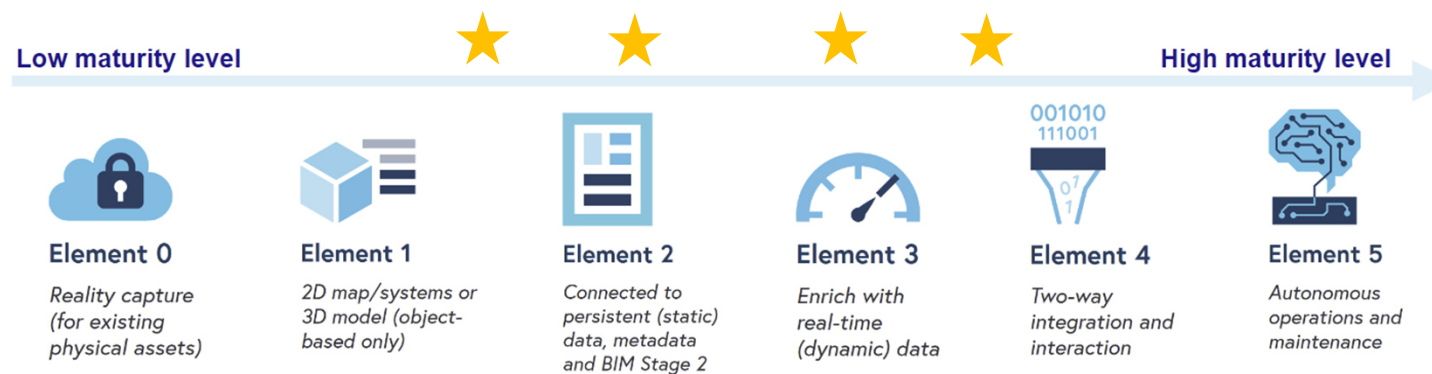 Low maturity level
High maturity level
001010
111001
01
1
Element 0
Reality capture
(for existing
physical assets)
Element 1
2D map/systems or
3D model (object-
based only)
Element 2
Connected to
persistent (static)
data, metadata
and BIM Stage 2
Element 3
Enrich with
real-time
(dynamic) data
Element 4
Two-way
integration and
interaction
Element 5
Autonomous
operations and
maintenance